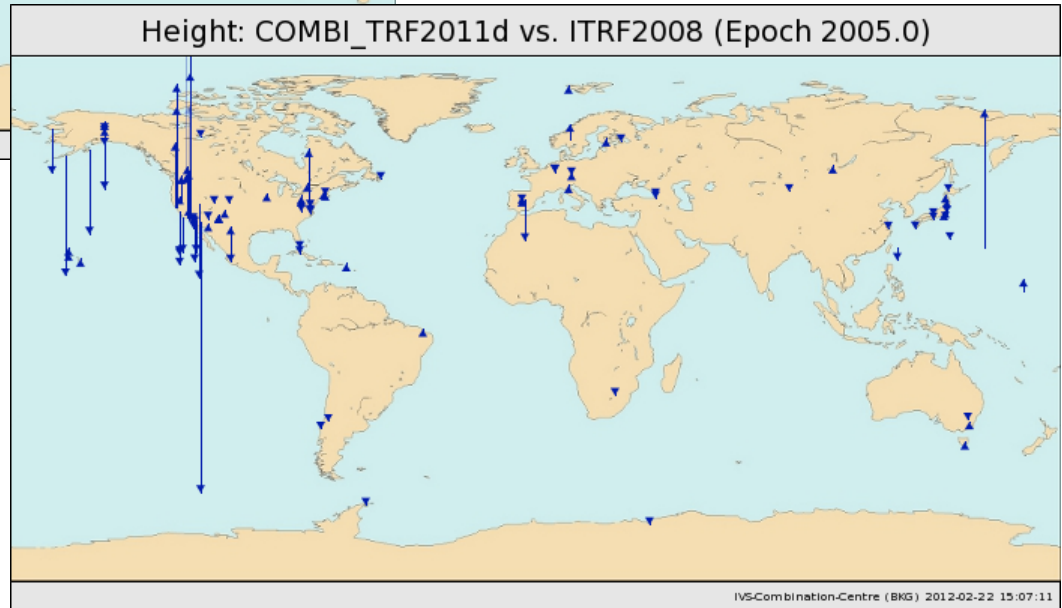 Height: COMBI_TRF2011d vs. ITRF2008 (Epoch 2005.0)
IVS-Combination-Centre (BKG) 2012-02-22 15:07:11